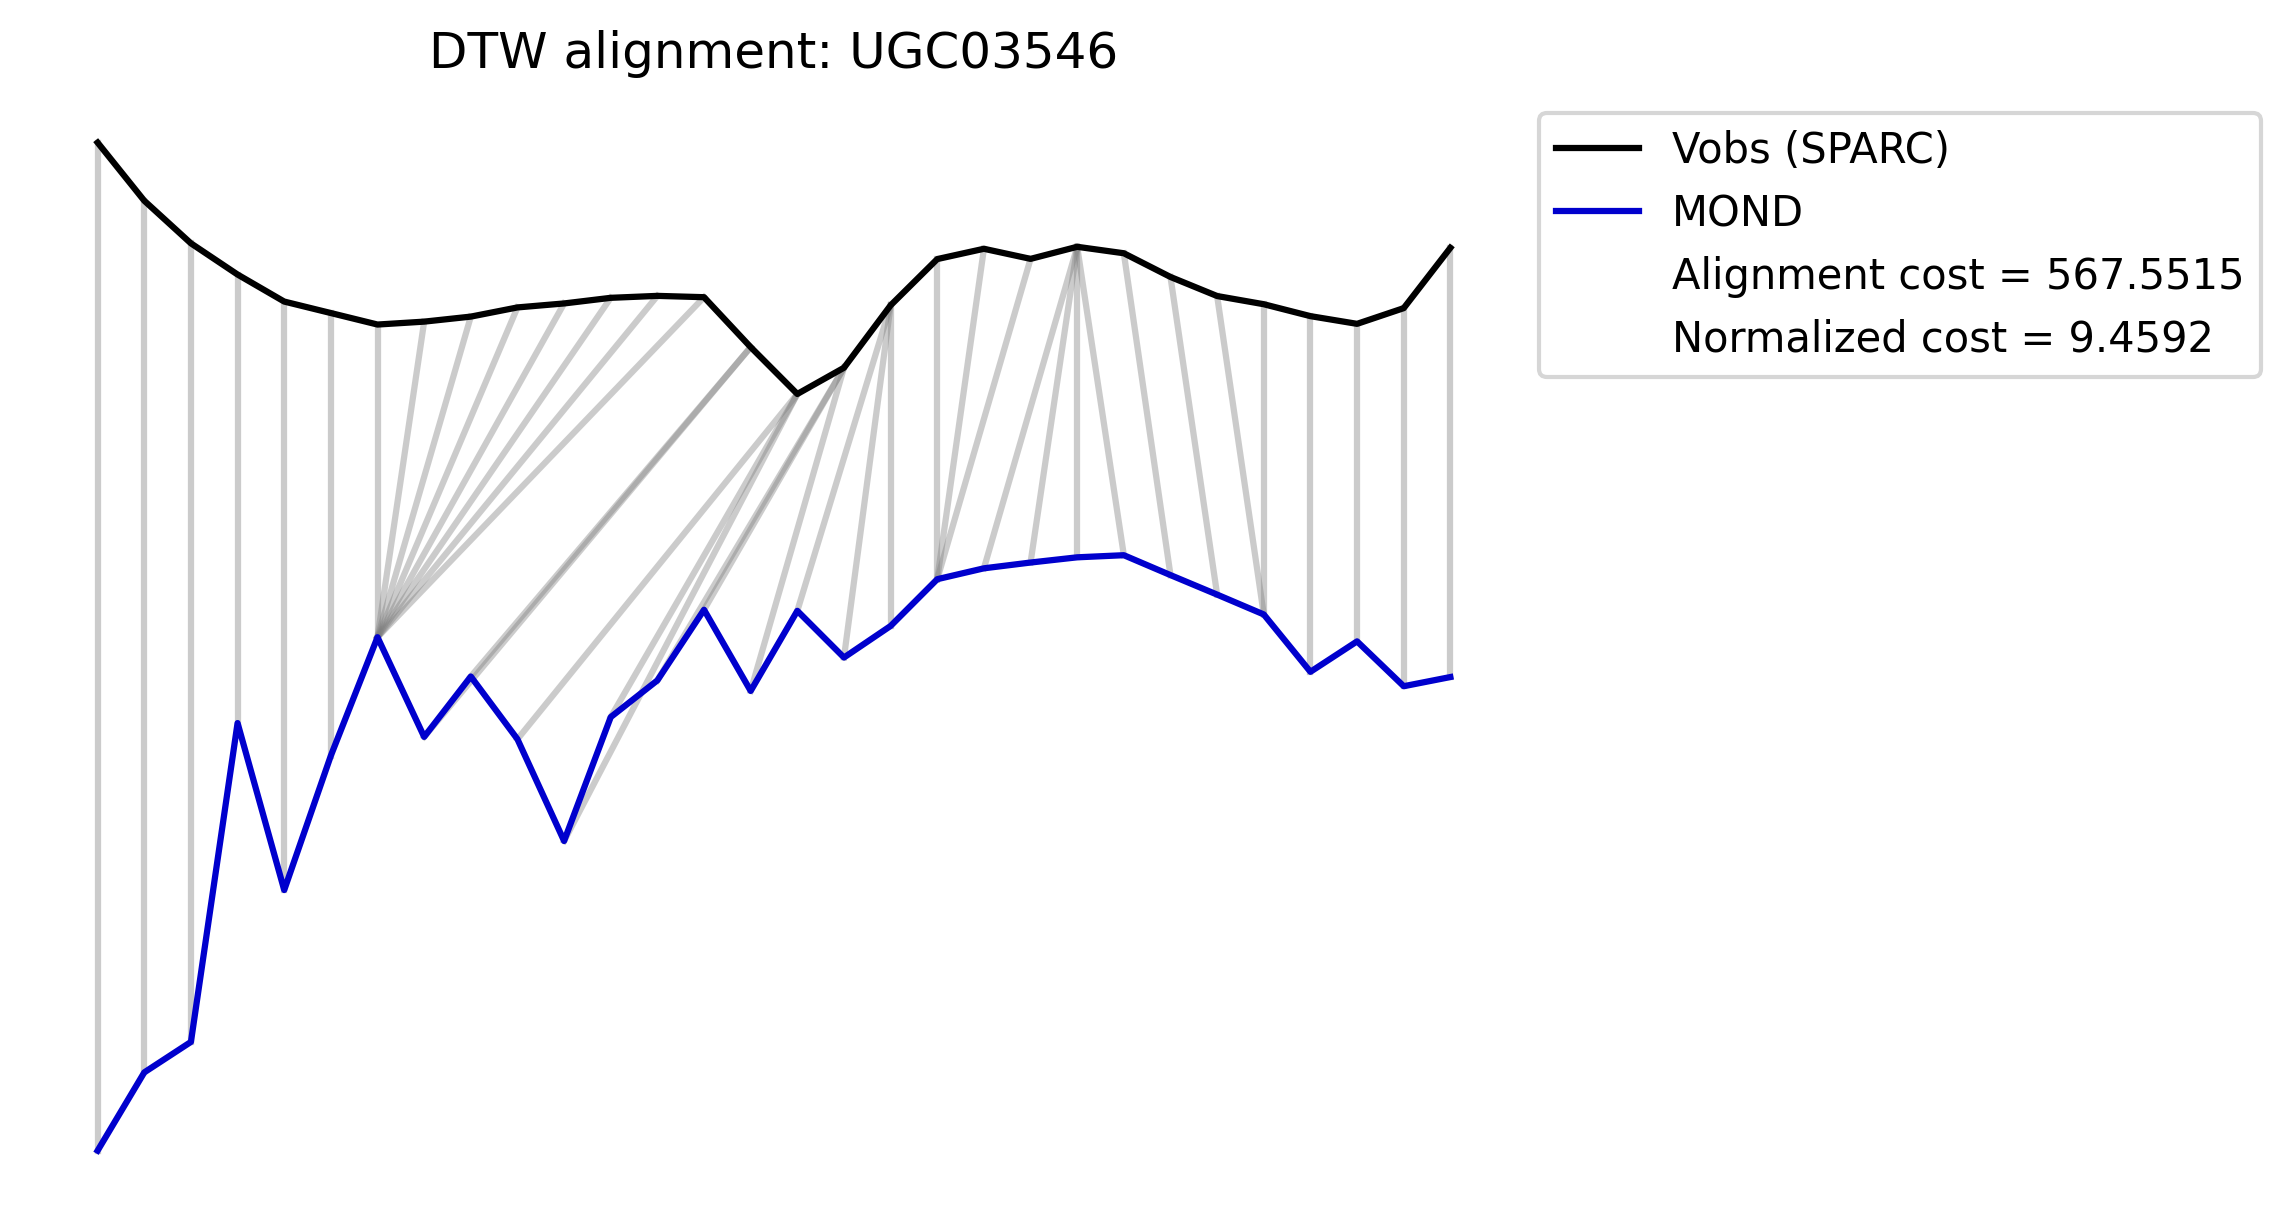 DTW alignment: UGC03546
Vobs (SPARC)
MOND
Alignment cost = 567.5515
Normalized cost = 9.4592